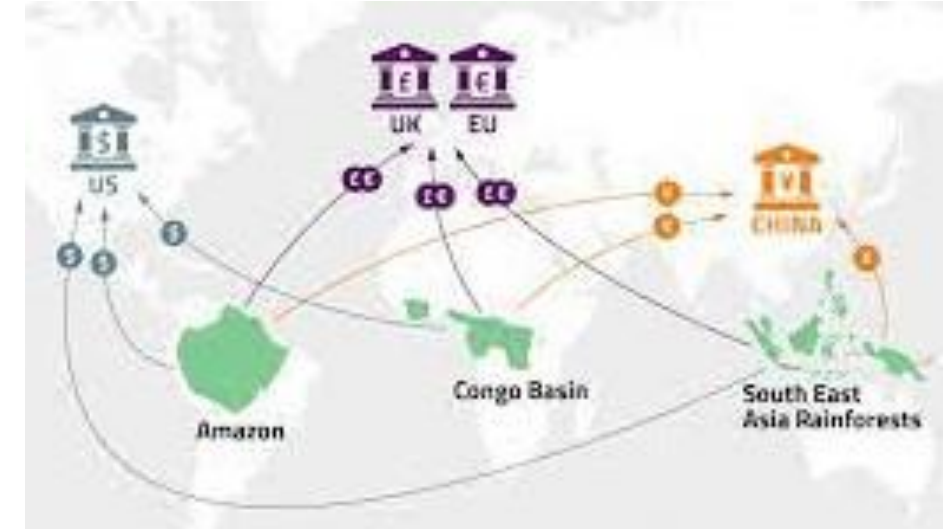 £
€
UK
EU
$
US
¥
CHINA
£€
£€
£€
¥
¥
¥
$
$
$
Amazon
Congo Basin
South East
Asia Rainforests